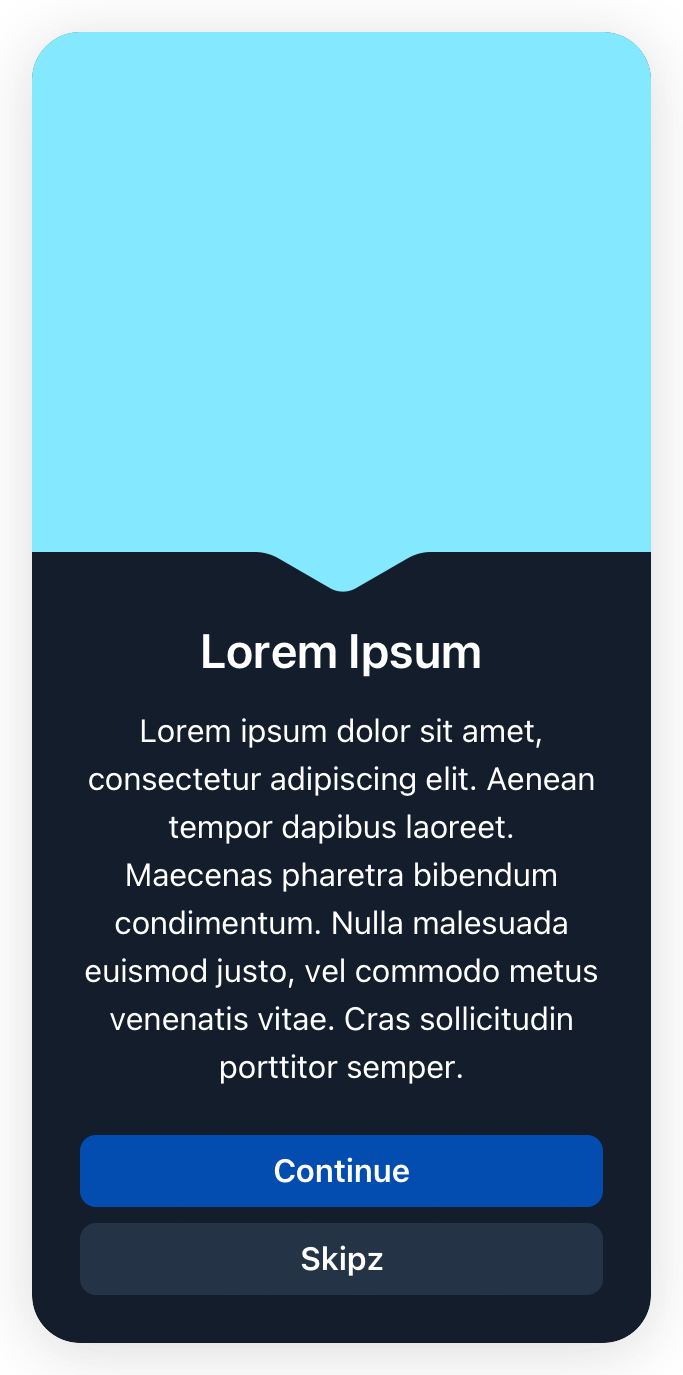 Lorem Ipsum
Lorem ipsum dolor sit amet,
consectetur adipiscing elit. Aenean
tempor dapibus laoreet.
Maecenas pharetra bibendum
condimentum. Nulla malesuada
euismod justo, vel commodo metus
venenatis vitae. Cras sollicitudin
porttitor semper.
Continue
Skipz